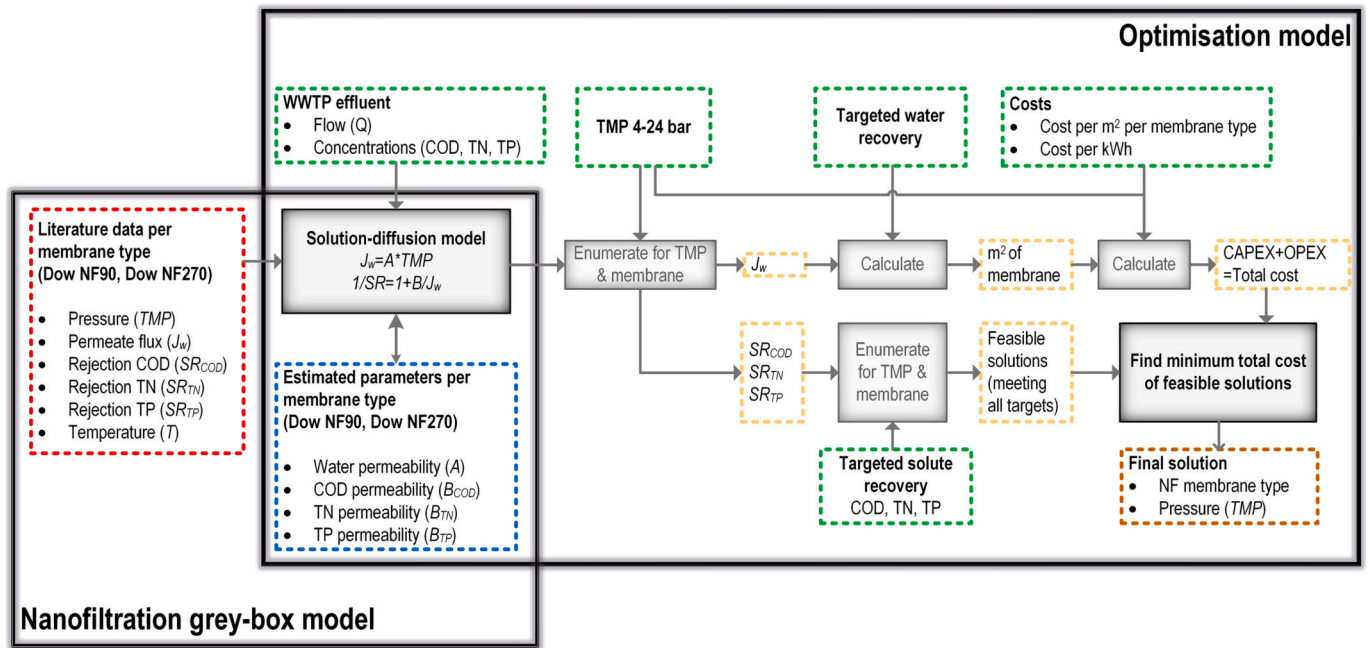 Optimisation model
WWTP effluent
• Flow (Q)
• Concentrations (COD, TN, TP)
TMP 4-24 bar
Targeted water
recovery
Costs
• Cost per m² per membrane type
• Cost per kWh
Literature data per
membrane type
(Dow NF90, Dow NF270)
• Pressure (TMP)
• Permeate flux (Jw)
• Rejection COD (SRCOD)
• Rejection TN (SRTN)
• Rejection TP (SRTP)
• Temperature (T)
Solution-diffusion model
Jw=A*TMP
1/SR=1+B/Jw
Enumerate for TMP
& membrane
Jw
Calculate
m² of
membrane
Calculate
CAPEX+OPEX
=Total cost
Estimated parameters per
membrane type
(Dow NF90, Dow NF270)
• Water permeability (A)
• COD permeability (BCOD)
• TN permeability (BTN)
• TP permeability (BTP)
SRCOD
SRTN
SRTP
Enumerate
for TMP &
membrane
Feasible
solutions
(meeting
all targets)
Find minimum total cost
of feasible solutions
Targeted solute
recovery
COD, TN, TP
Final solution
• NF membrane type
• Pressure (TMP)
Nanofiltration grey-box model